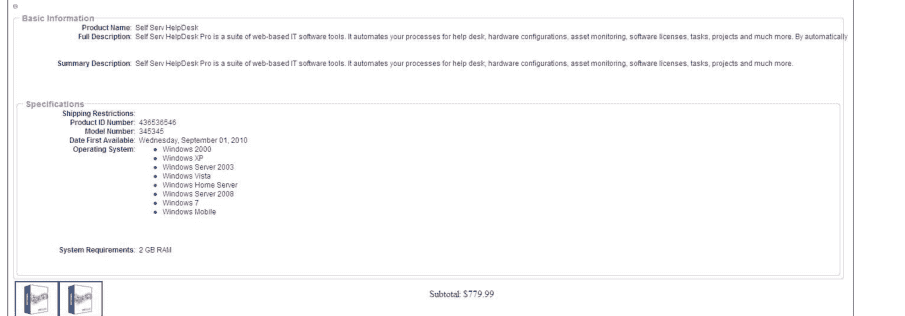 Basic Information
Product Name: Self Serv HelpDesk
Full Description: Self Serv HelpDesk Pro is a suite of web-based IT software tools. It automates your processes for help desk, hardware configurations, asset monitoring, software licenses, tasks, projects and much more. By automatically
Summary Description: Self Serv HelpDesk Pro is a suite of web-based IT software tools. It automates your processes for help desk, hardware configurations, asset monitoring, software licenses, tasks, projects and much more.
Specifications
Shipping Restrictions:
Product ID Number: 436536546
Model Number: 345345
Date First Available: Wednesday, September 01, 2010
Operating System: • Windows 2000
• Windows XP
• Windows Server 2003
• Windows Vista
• Windows Home Server
• Windows Server 2008
• Windows 7
• Windows Mobile
System Requirements: 2 GB RAM
Subtotal: $779.99